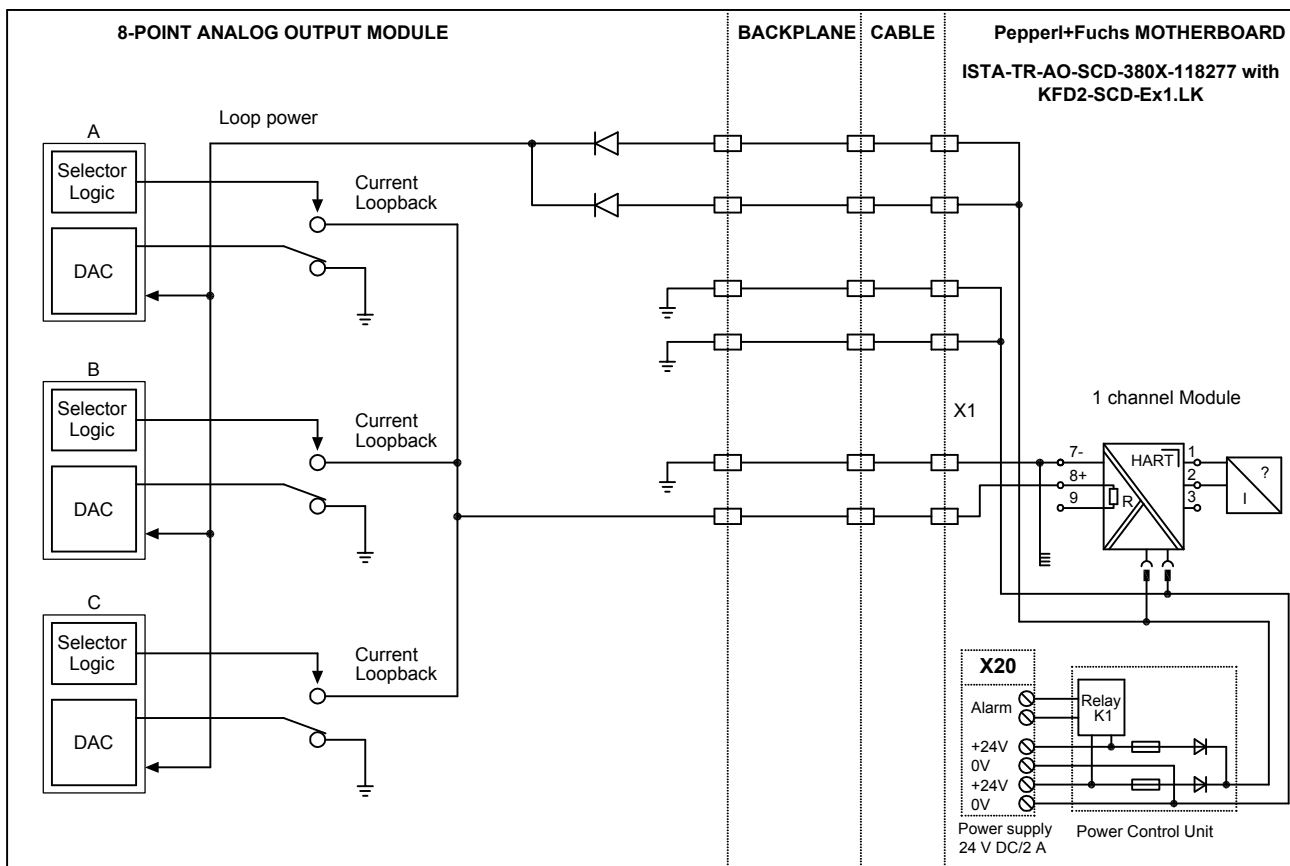 8-POINT ANALOG OUTPUT MODULE
BACKPLANE
CABLE
Pepperl+Fuchs MOTHERBOARD
ISTA-TR-AO-SCD-380X-118277 with
KFD2-SCD-Ex1.LK
Loop power
A
Selector
Logic
DAC
Current
Loopback
B
Selector
Logic
DAC
Current
Loopback
C
Selector
Logic
DAC
Current
Loopback
X1
1 channel Module
7-
8+
9
R
HART
1
2
3
?
I
X20
Alarm
+24V
0V
+24V
0V
Relay
K1
Power supply
24 V DC/2 A
Power Control Unit